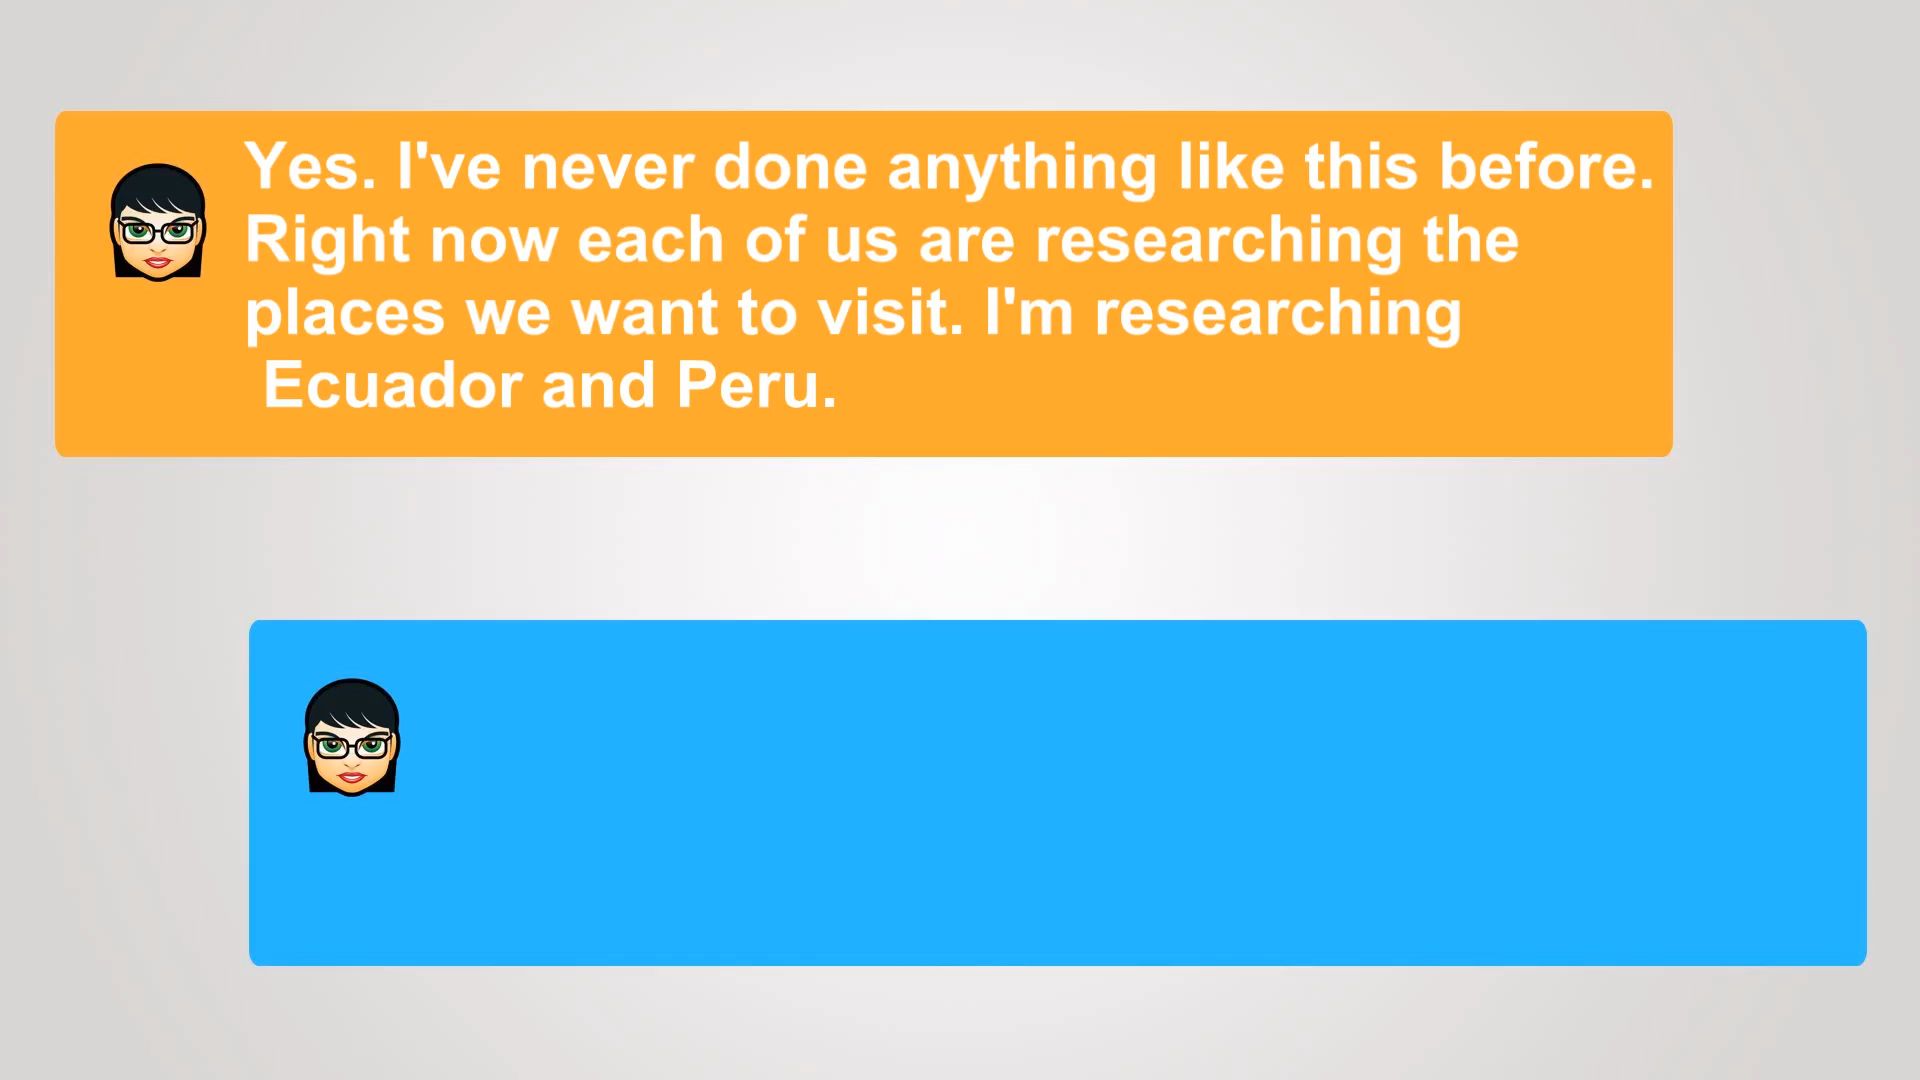 Yes. I've never done anything like this before.
Right now each of us are researching the
places we want to visit. I'm researching
Ecuador and Peru.